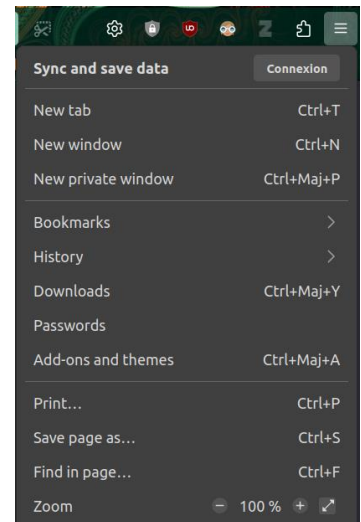 Sync and save data Connexion
New tab Ctrl+T
New window Ctrl+N
New private window Ctrl+Maj+P
Bookmarks
History
Downloads Ctrl+Maj+Y
Passwords
Add-ons and themes Ctrl+Maj+A
Print... Ctrl+P
Save page as... Ctrl+S
Find in page... Ctrl+F
Zoom − 100 % +